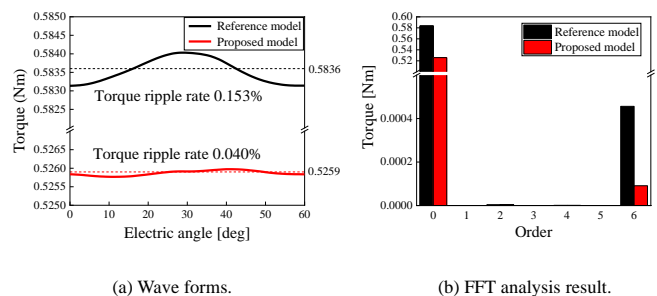 0.5850
0.5840
0.5835
0.5830
0.5825
0.5265
0.5260
0.5255
0.5250
Torque (Nm)
Reference model
Proposed model
0.5836
Torque ripple rate 0.153%
Torque ripple rate 0.040%
0.5259
0 10 20 30 40 50 60
Electric angle [deg]
(a) Wave forms.
0.60
0.58
0.56
0.54
0.52
0.0004
0.0002
0.0000
Torque [Nm]
Reference model
Proposed model
0 1 2 3 4 5 6
Order
(b) FFT analysis result.